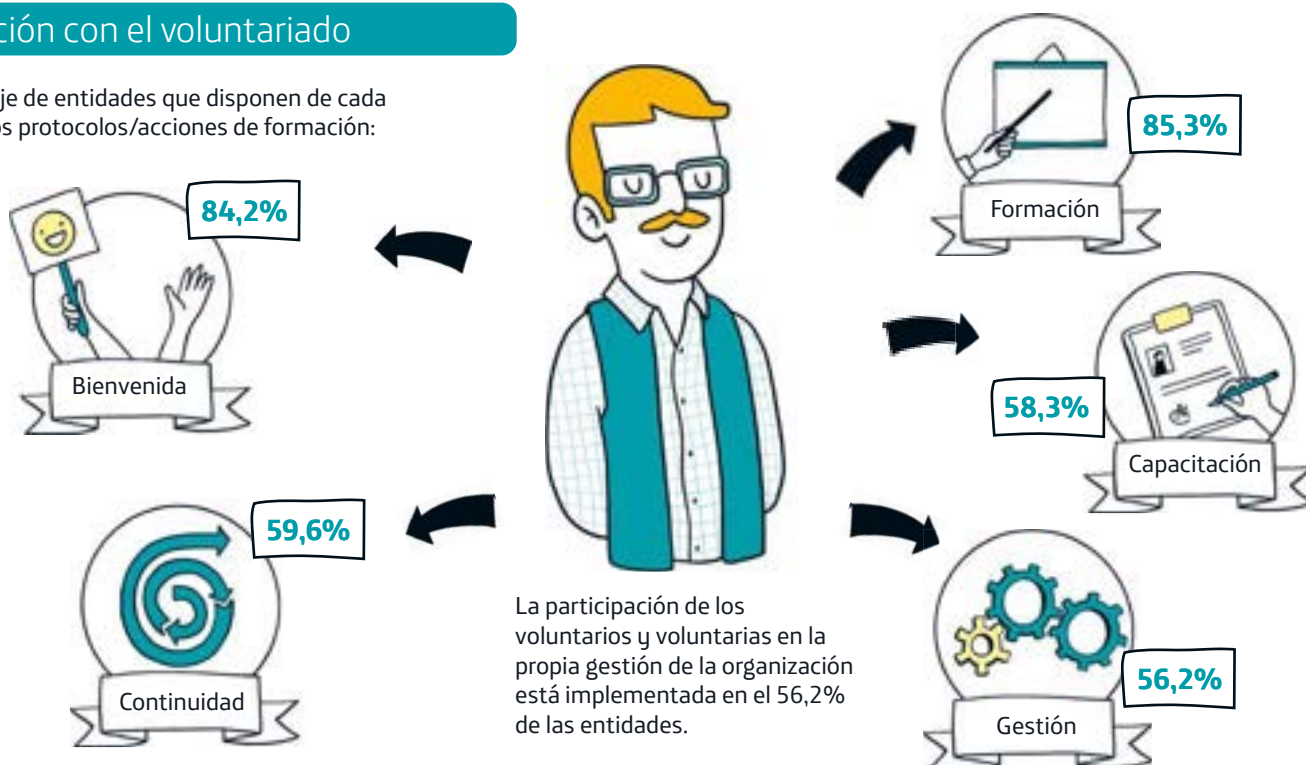 ción con el voluntariado
je de entidades que disponen de cada
os protocolos/acciones de formación:
84,2%
Bienvenida
85,3%
Formación
58,3%
Capacitación
59,6%
Continuidad
La participación de los
voluntarios y voluntarias en la
propia gestión de la organización
está implementada en el 56,2%
de las entidades.
56,2%
Gestión